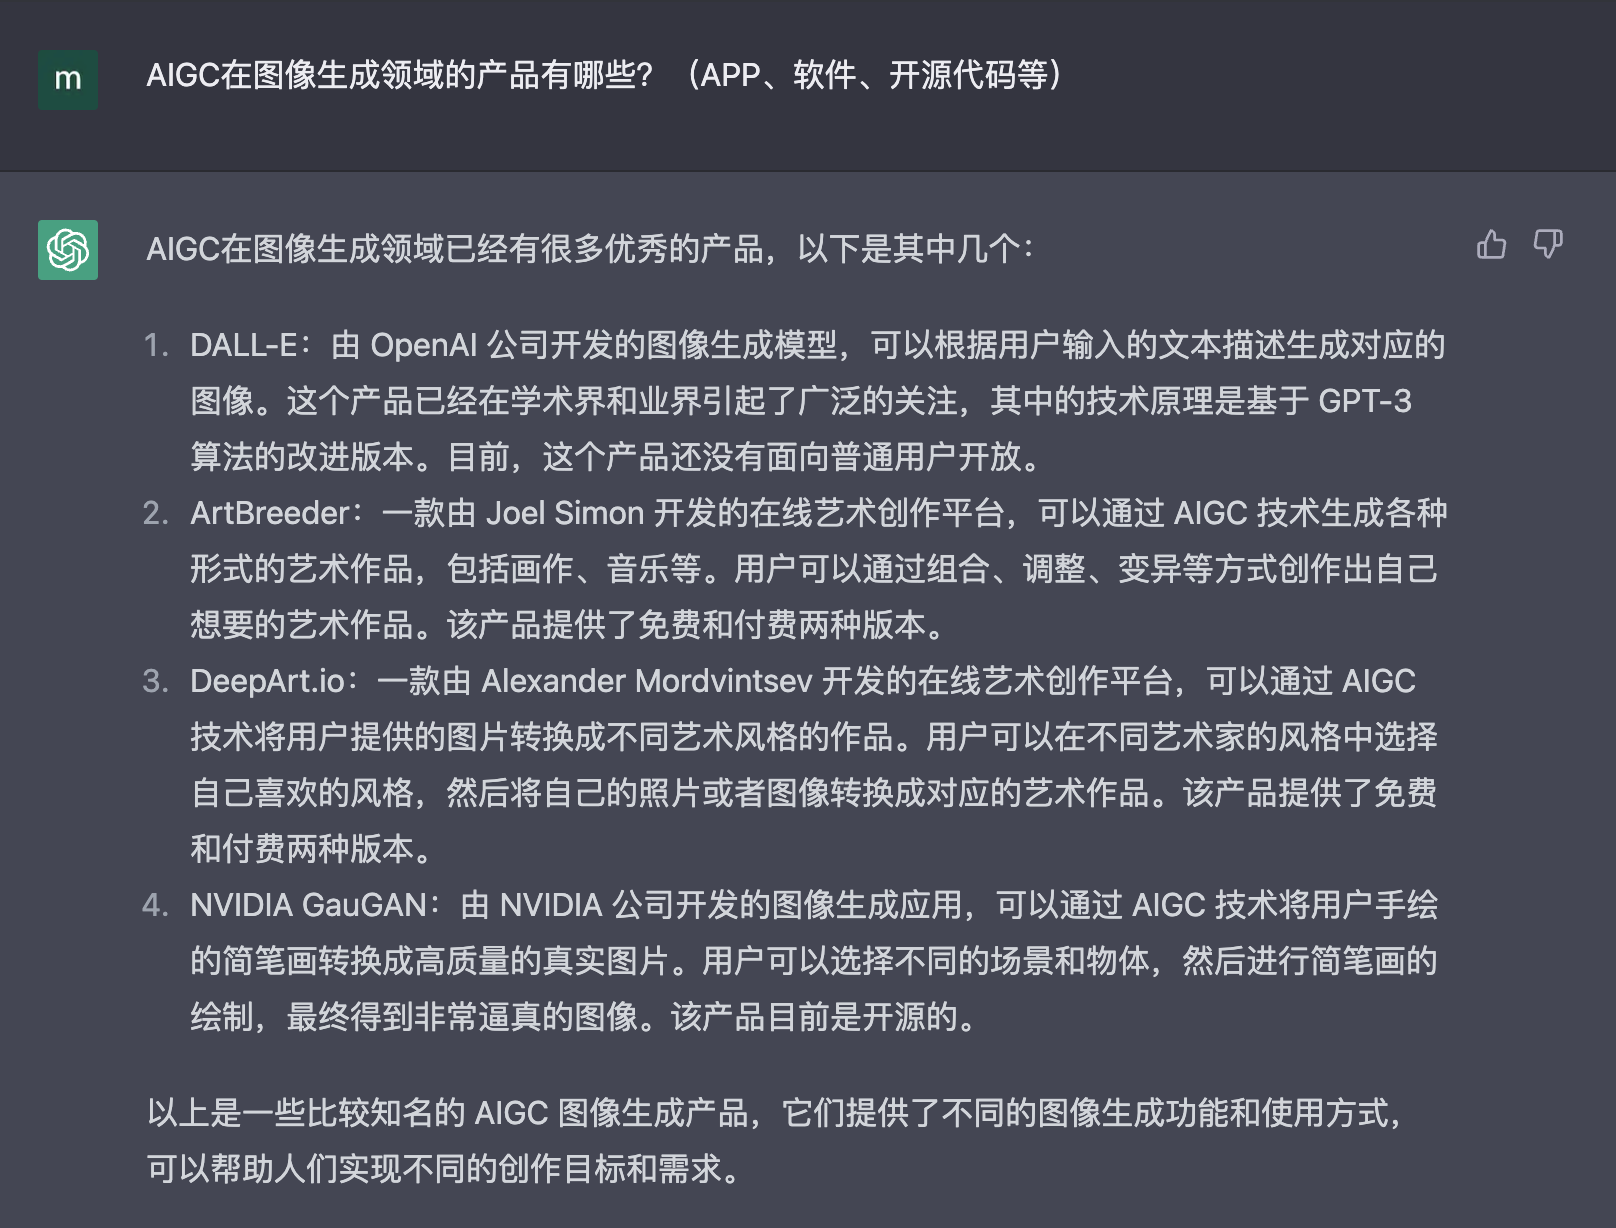 m
AIGC在图像生成领域的产品有哪些？（APP、软件、开源代码等）
AIGC在图像生成领域已经有很多优秀的产品，以下是其中几个：
1. DALL-E：由 OpenAI 公司开发的图像生成模型，可以根据用户输入的文本描述生成对应的
图像。这个产品已经在学术界和业界引起了广泛的关注，其中的技术原理是基于 GPT-3
算法的改进版本。目前，这个产品还没有面向普通用户开放。
2. ArtBreeder：一款由 Joel Simon 开发的在线艺术创作平台，可以通过 AIGC 技术生成各种
形式的艺术作品，包括画作、音乐等。用户可以通过组合、调整、变异等方式创作出自己
想要的艺术作品。该产品提供了免费和付费两种版本。
3. DeepArt.io：一款由 Alexander Mordvintsev 开发的在线艺术创作平台，可以通过 AIGC
技术将用户提供的图片转换成不同艺术风格的作品。用户可以在不同艺术家的风格中选择
自己喜欢的风格，然后将自己的照片或者图像转换成对应的艺术作品。该产品提供了免费
和付费两种版本。
4. NVIDIA GauGAN：由 NVIDIA 公司开发的图像生成应用，可以通过 AIGC 技术将用户手绘
的简笔画转换成高质量的真实图片。用户可以选择不同的场景和物体，然后进行简笔画的
绘制，最终得到非常逼真的图像。该产品目前是开源的。
以上是一些比较知名的 AIGC 图像生成产品，它们提供了不同的图像生成功能和使用方式，
可以帮助人们实现不同的创作目标和需求。